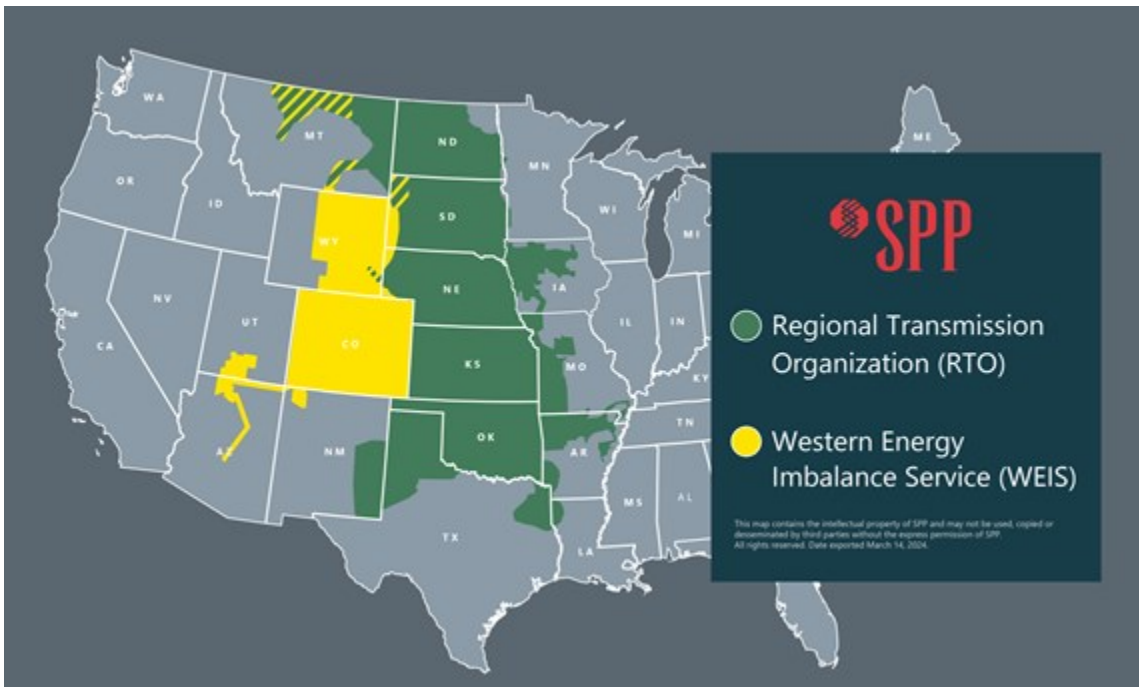 WA
OR
ID
MT
ND
MN
SD
WY
NV
CA
UT
CO
NE
IA
WI
MI
IL
IN
KS
MO
KY
OK
AR
TN
NM
TX
LA
MS
AL
ME
SPP
Regional Transmission
Organization (RTO)
Western Energy
Imbalance Service (WEIS)
This map contains the intellectual property of SPP and may not be used, copied or
desseminated by third parties without the express permission of SPP.
All rights reserved. Date exported March 14, 2024.